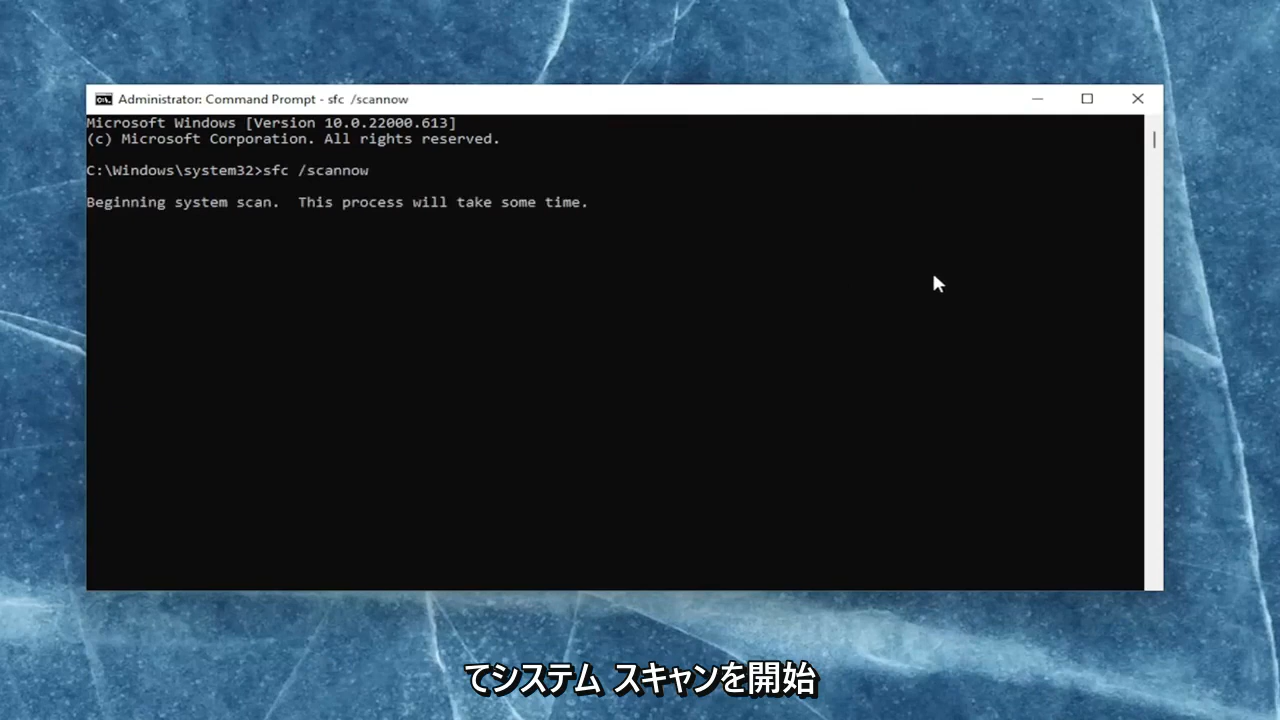 Administrator: Command Prompt - sfc  /scannow
Microsoft Windows [Version 10.0.22000.613]
(c) Microsoft Corporation. All rights reserved.
C:\Windows\system32>sfc /scannow
Beginning system scan.  This process will take some time.
てシステム スキャンを開始